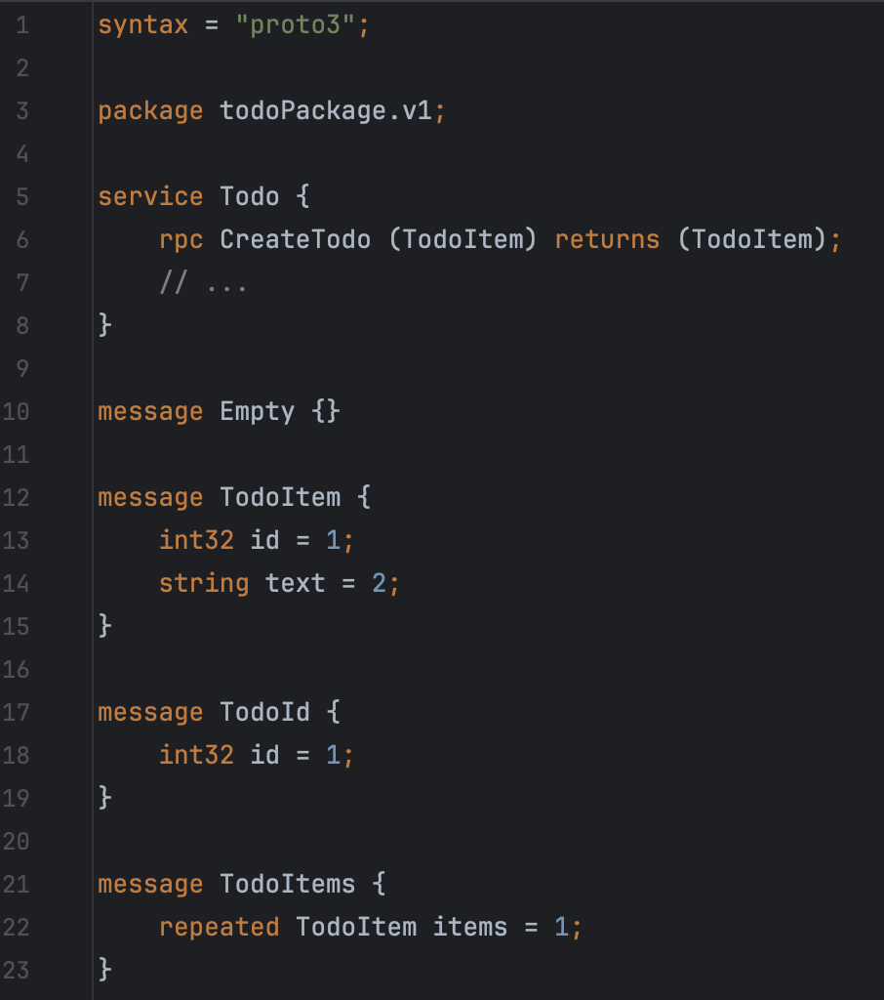 1 syntax = "proto3";
2
3 package todoPackage.v1;
4
5 service Todo {
6     rpc CreateTodo (TodoItem) returns (TodoItem);
7     // ...
8 }
9
10 message Empty {}
11
12 message TodoItem {
13     int32 id = 1;
14     string text = 2;
15 }
16
17 message TodoId {
18     int32 id = 1;
19 }
20
21 message TodoItems {
22     repeated TodoItem items = 1;
23 }